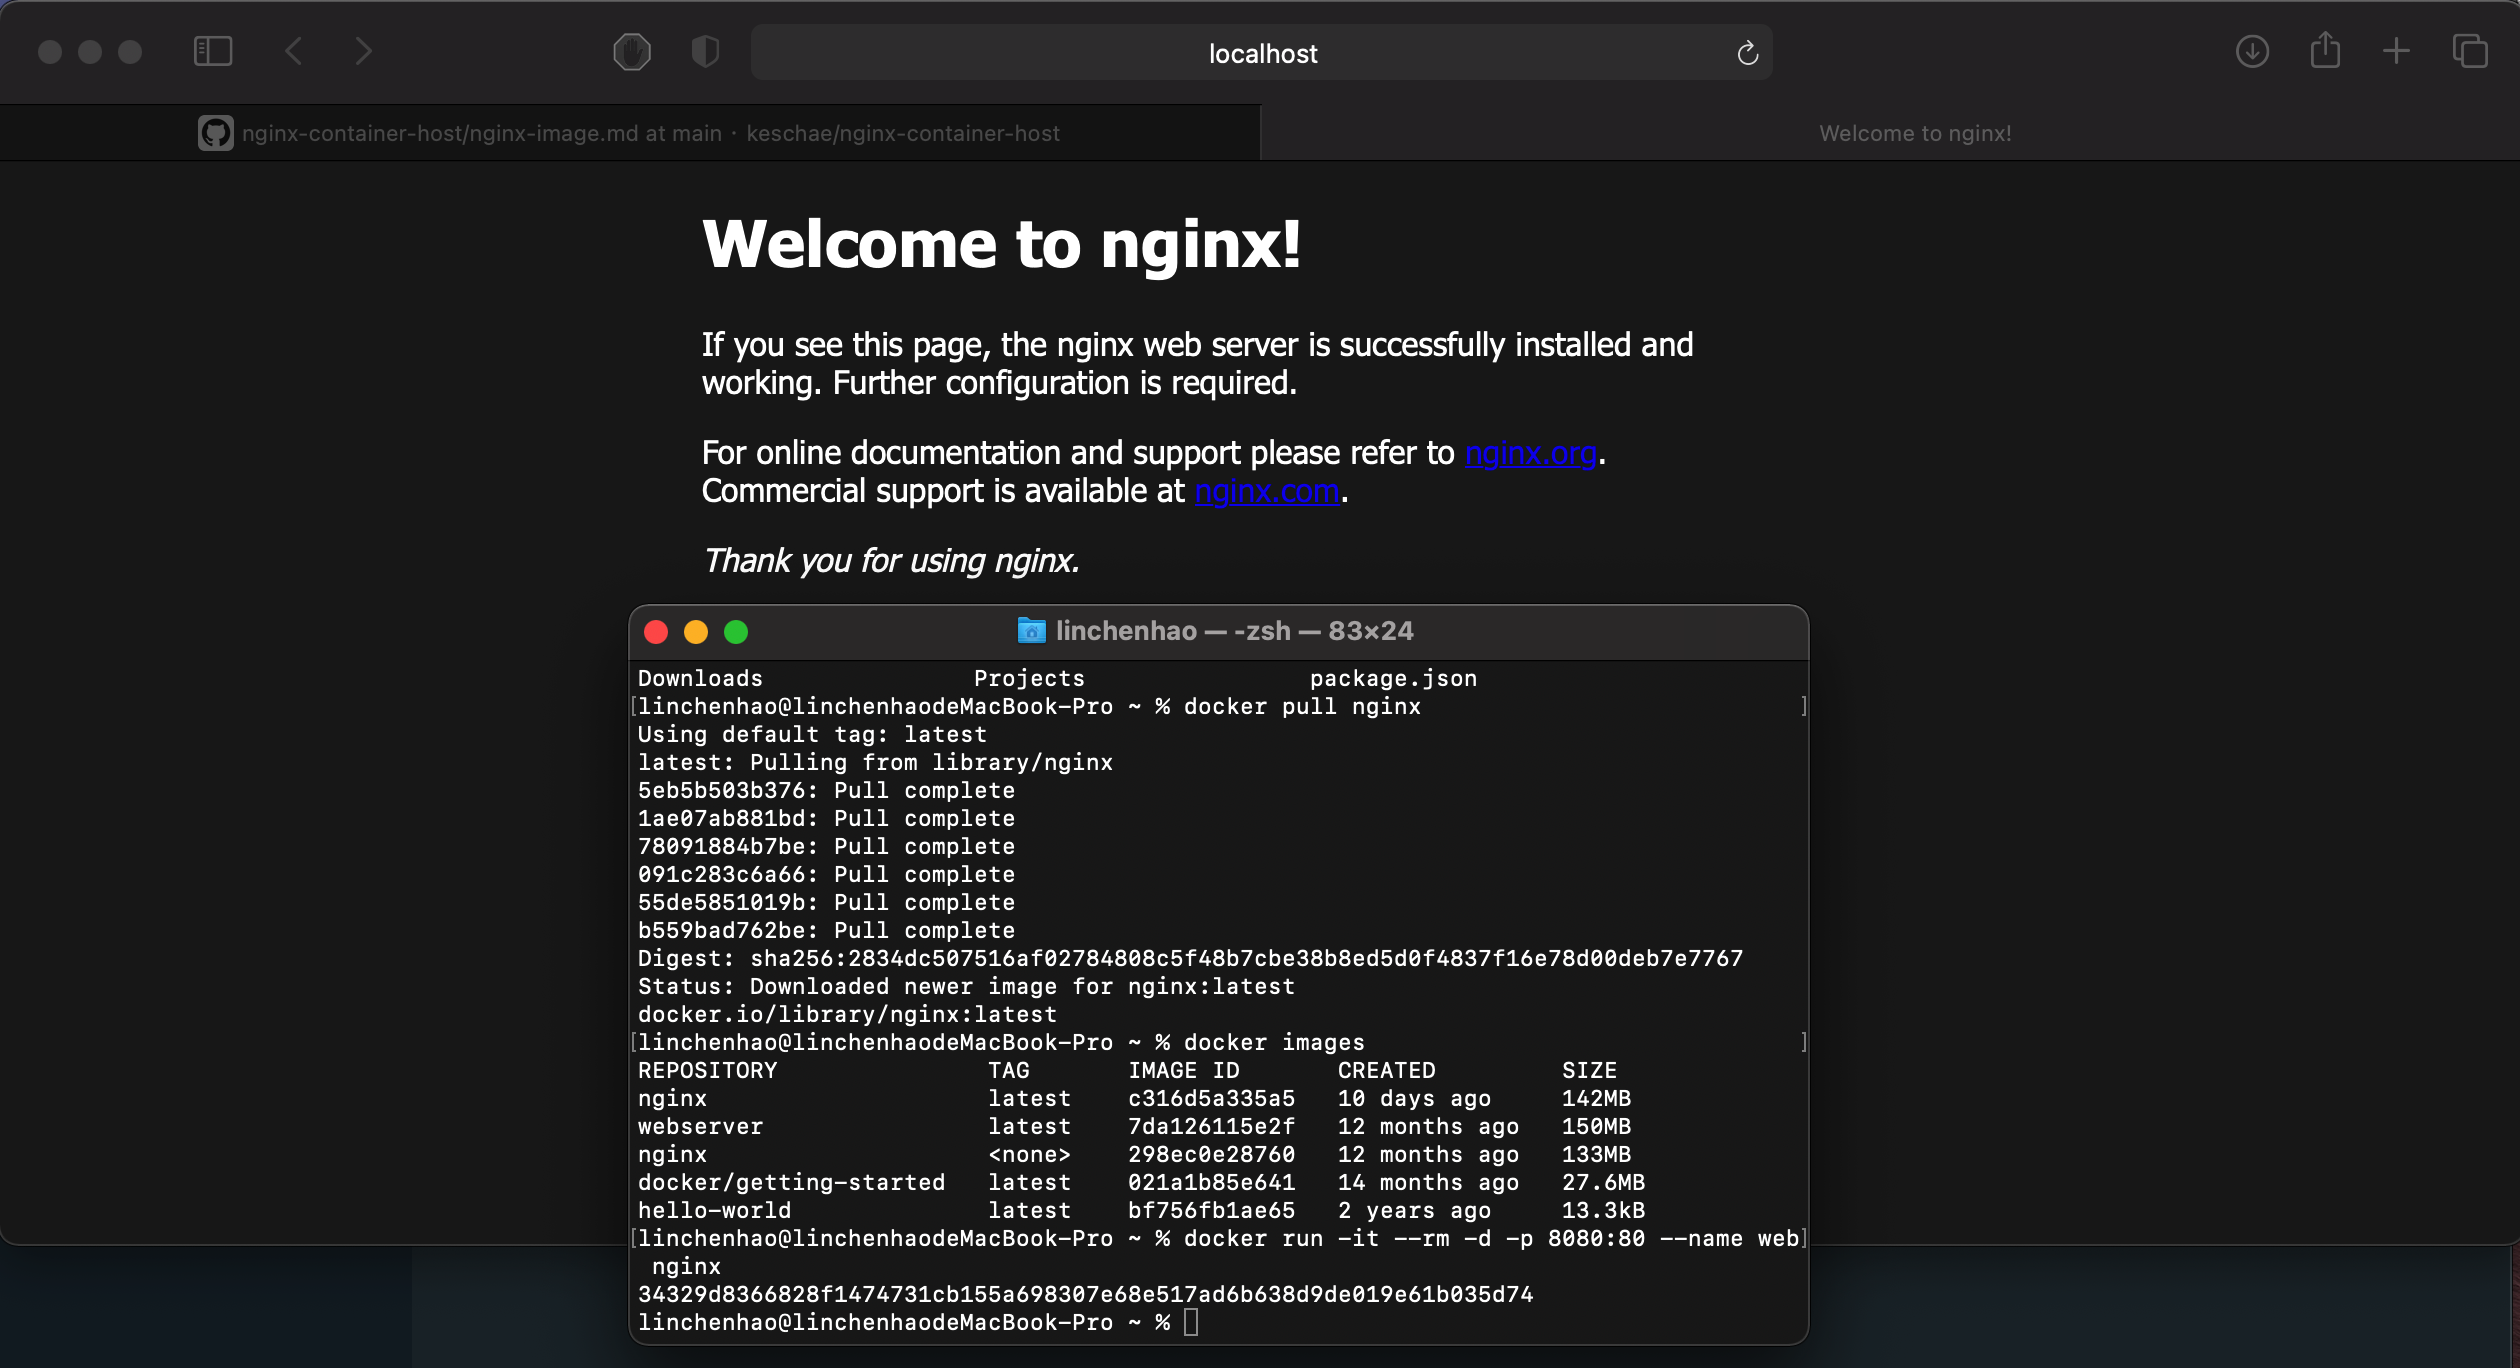 localhost
nginx-container-host/nginx-image.md at main · keschae/nginx-container-host
Welcome to nginx!
Welcome to nginx!
If you see this page, the nginx web server is successfully installed and
working. Further configuration is required.
For online documentation and support please refer to nginx.org.
Commercial support is available at nginx.com.
Thank you for using nginx.
linchenhao — -zsh — 83×24
Downloads Projects package.json
[linchenhao@linchenhaodeMacBook-Pro ~ % docker pull nginx ]
Using default tag: latest
latest: Pulling from library/nginx
5eb5b503b376: Pull complete
1ae07ab881bd: Pull complete
78091884b7be: Pull complete
091c283c6a66: Pull complete
55de5851019b: Pull complete
b559bad762be: Pull complete
Digest: sha256:2834dc507516af02784808c5f48b7cbe38b8ed5d0f4837f16e78d00deb7e7767
Status: Downloaded newer image for nginx:latest
docker.io/library/nginx:latest
[linchenhao@linchenhaodeMacBook-Pro ~ % docker images ]
REPOSITORY TAG IMAGE ID CREATED SIZE
nginx latest c316d5a335a5 10 days ago 142MB
webserver latest 7da126115e2f 12 months ago 150MB
nginx <none> 298ec0e28760 12 months ago 133MB
docker/getting-started latest 021a1b85e641 14 months ago 27.6MB
hello-world latest bf756fb1ae65 2 years ago 13.3kB
[linchenhao@linchenhaodeMacBook-Pro ~ % docker run -it --rm -d -p 8080:80 --name web]
nginx
34329d8366828f1474731cb155a698307e68e517ad6b638d9de019e61b035d74
linchenhao@linchenhaodeMacBook-Pro ~ %